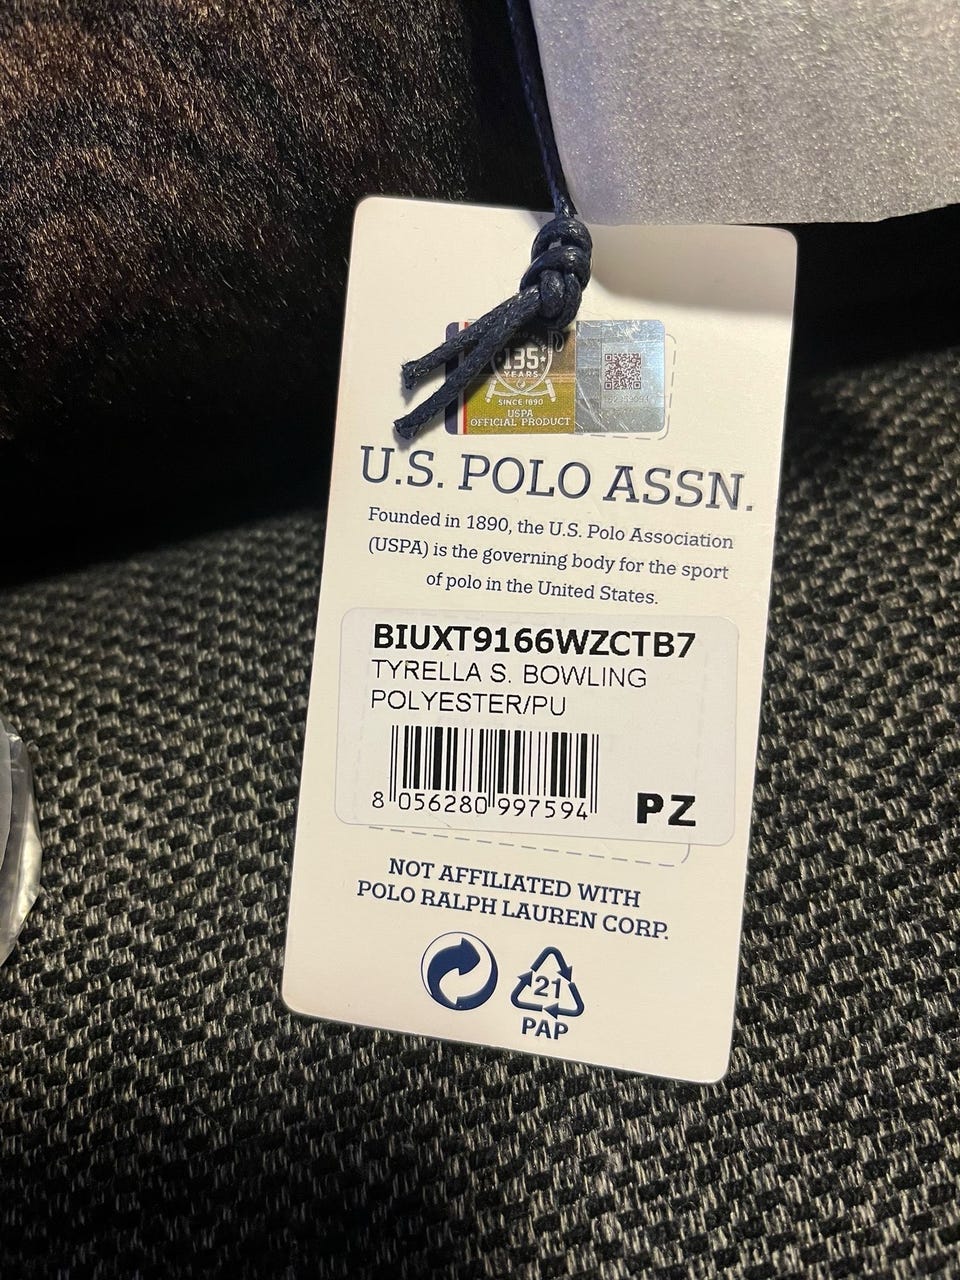 135
YEARS
SINCE 1890
USPA
OFFICIAL PRODUCT
U.S. POLO ASSN.
Founded in 1890, the U.S. Polo Association
(USPA) is the governing body for the sport
of polo in the United States.
BIUXT9166WZCTB7
TYRELLA S. BOWLING
POLYESTER/PU
8 056280 997594
PZ
NOT AFFILIATED WITH
POLO RALPH LAUREN CORP.
21
PAP